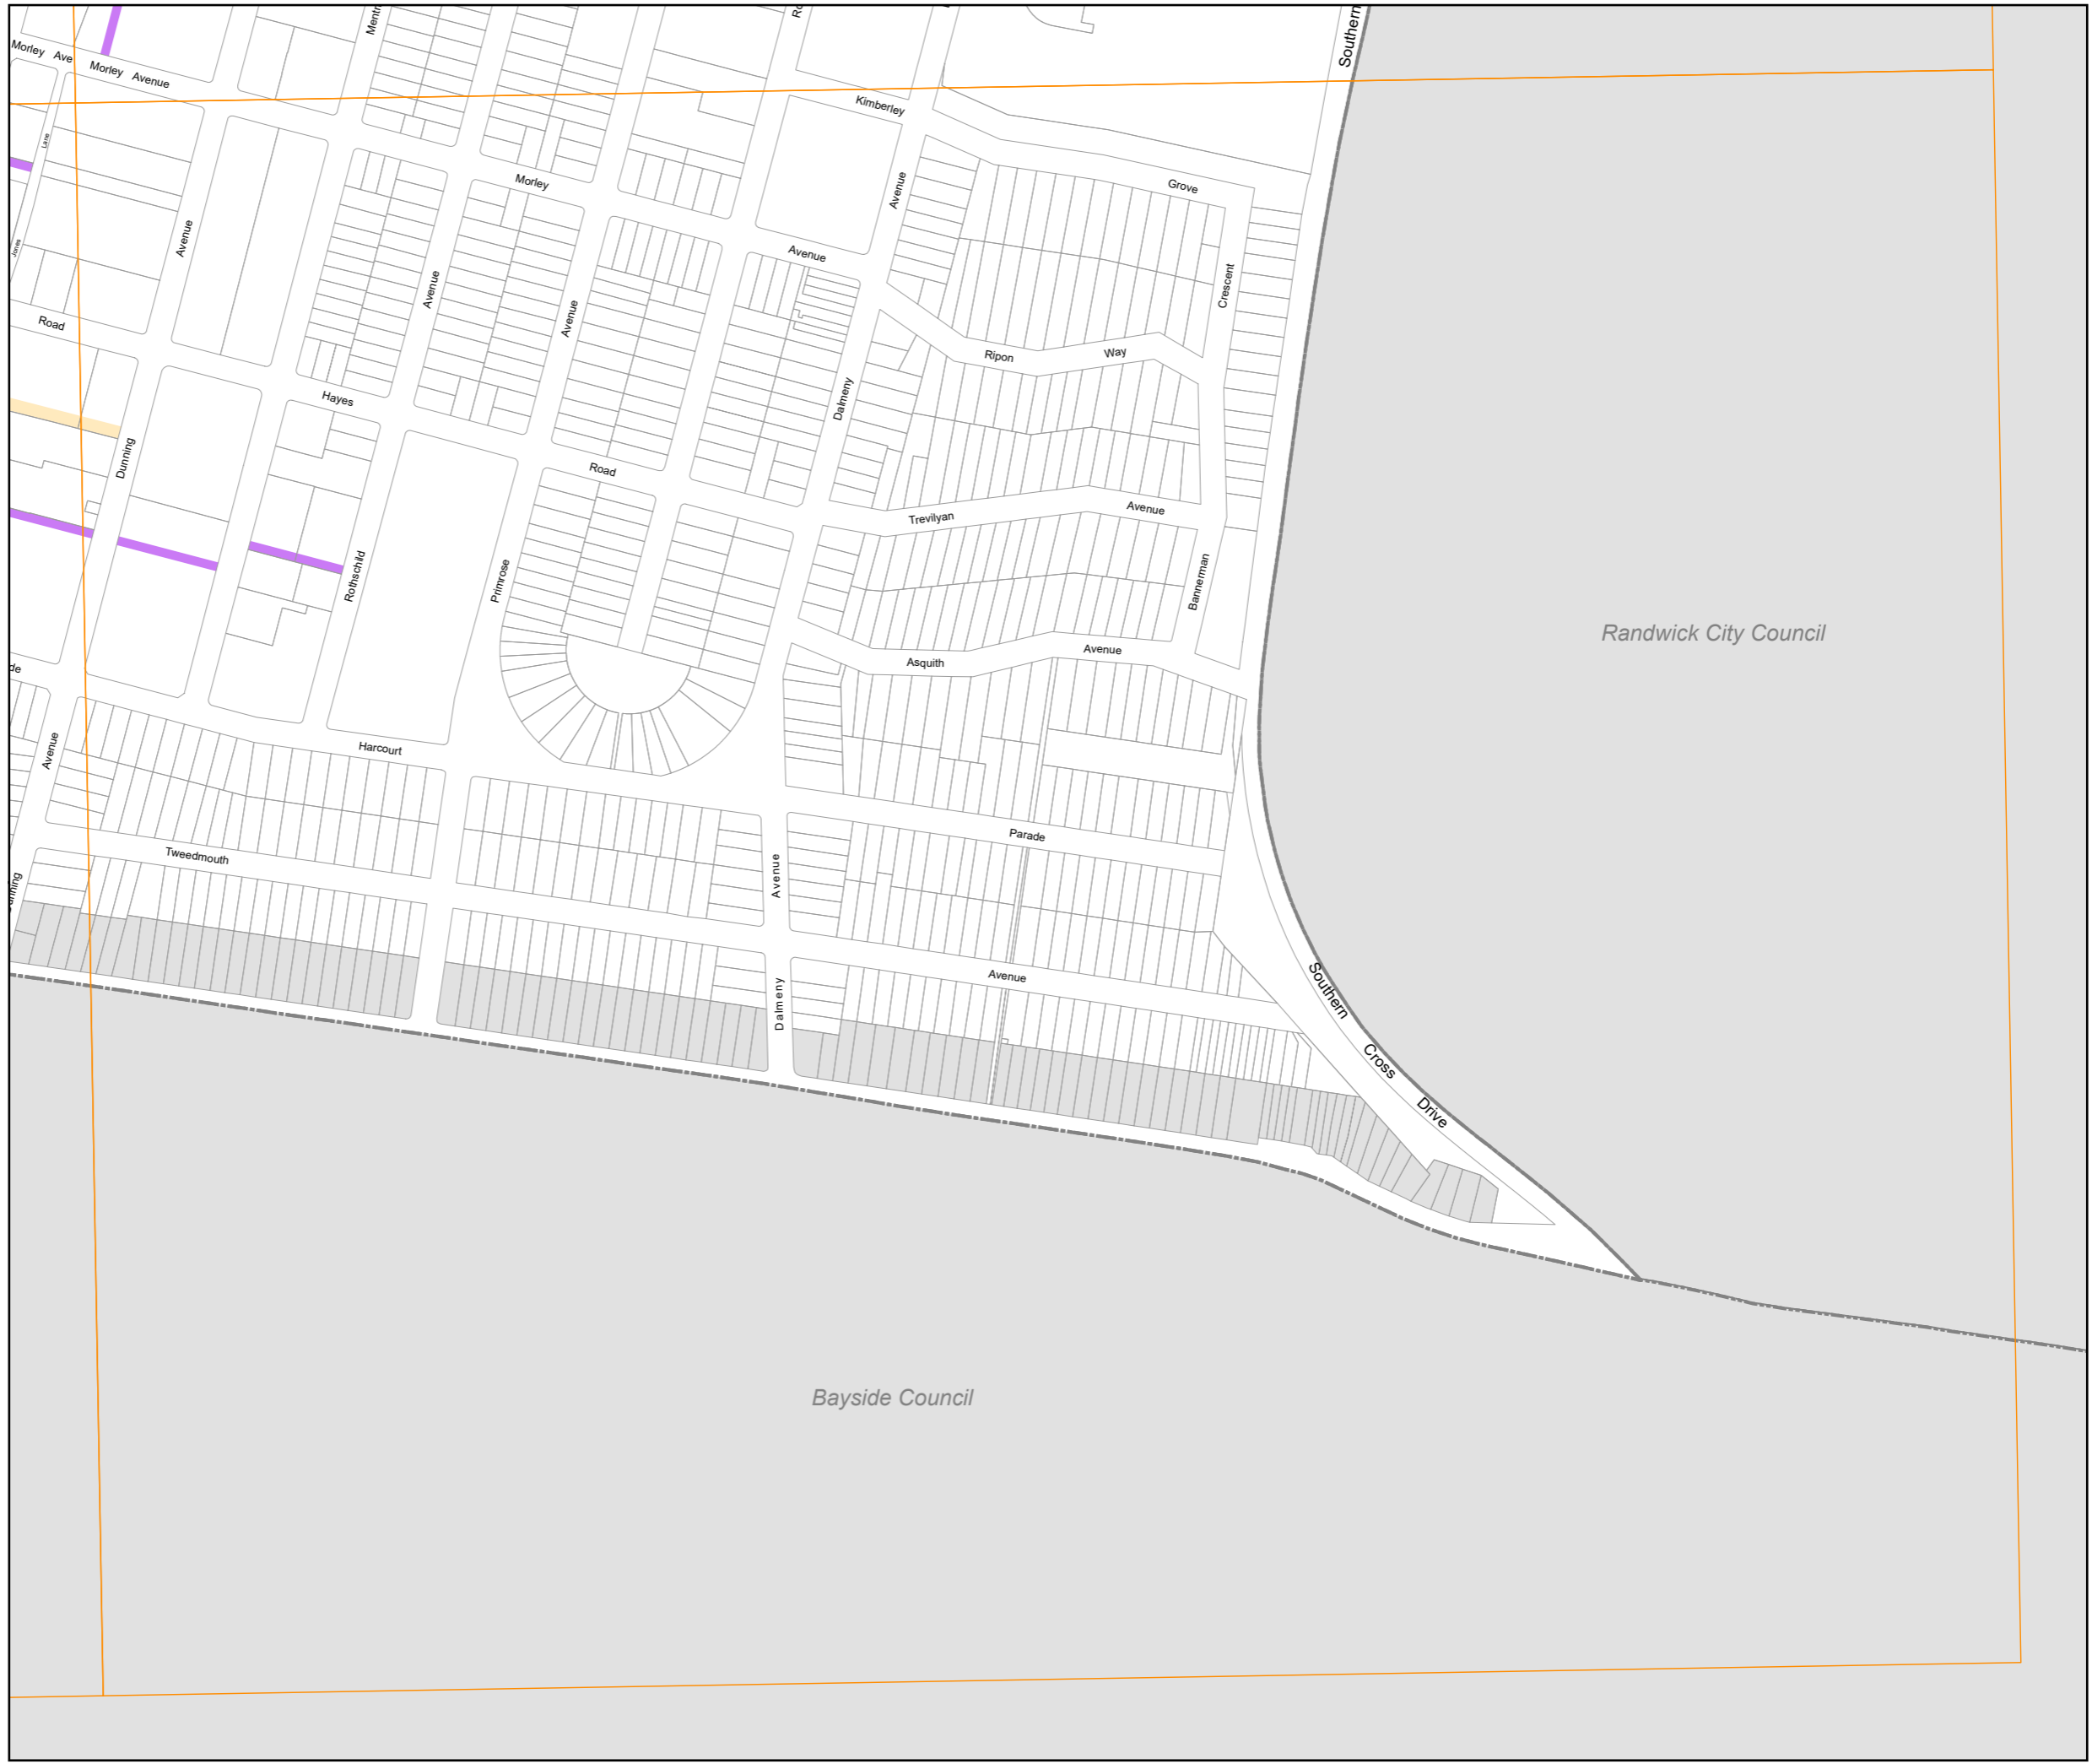 Southern
Morley Ave
Morley Avenue
Kimberley
Lane
Morley
Grove
Avenue
Avenue
Jones
Avenue
Crescent
Avenue
Avenue
Road
Ripon
Way
Dalmeny
Hayes
Dunning
Road
Trevilyan
Avenue
Rothschild
Primrose
Bannerman
Randwick City Council
Asquith
Avenue
Harcourt
Avenue
Parade
Tweedmouth
Avenue
Avenue
Dalmeny
Southern
Cross
Drive
Bayside Council